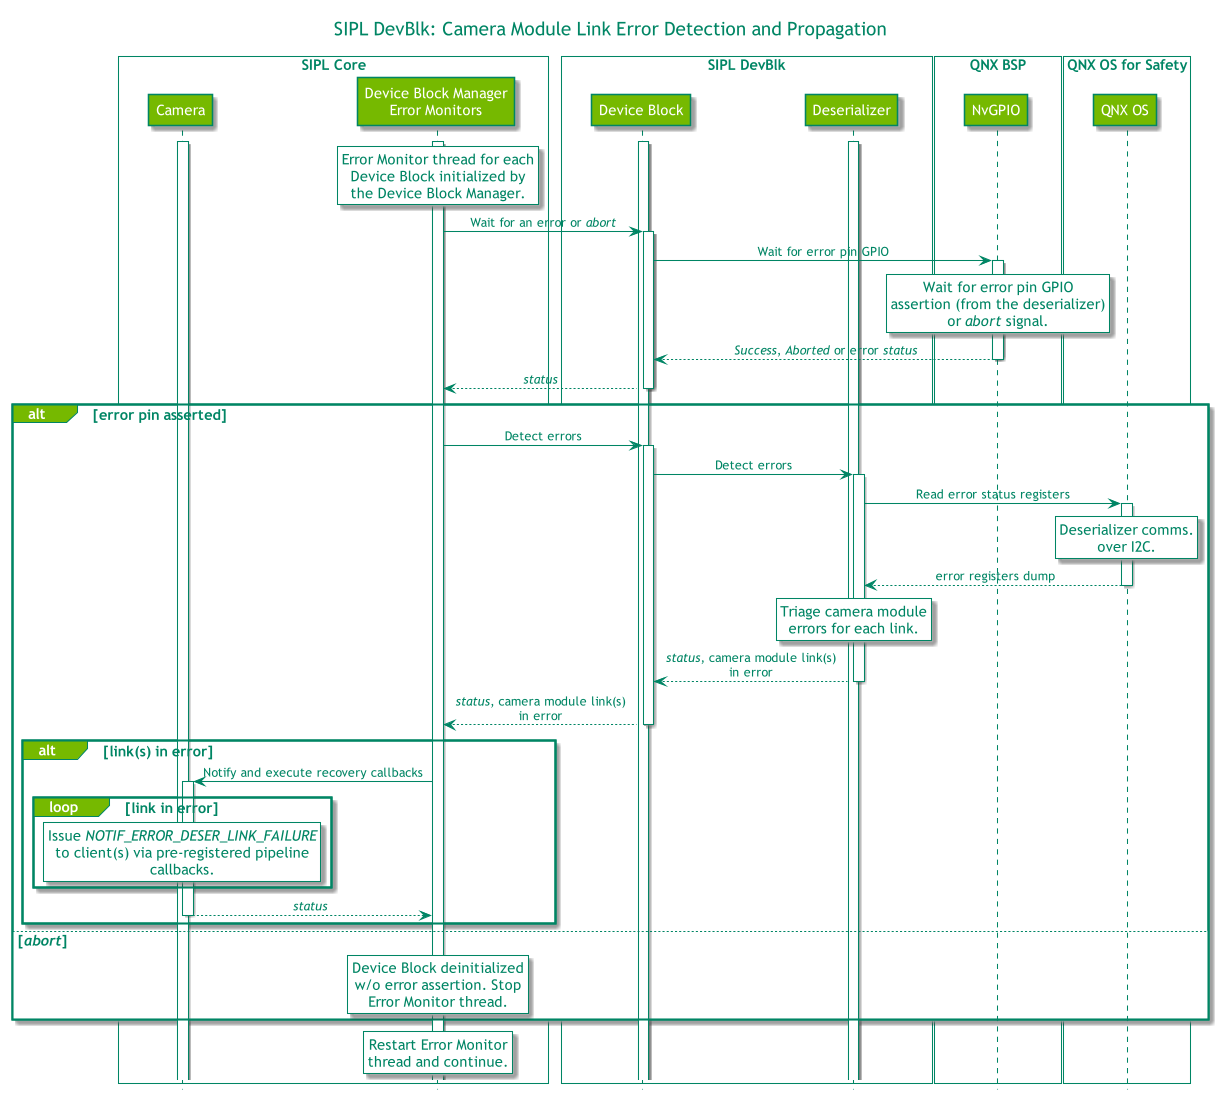 SIPL DevBlk: Camera Module Link Error Detection and Propagation
SIPL Core
SIPL DevBlk
QNX BSP
QNX OS for Safety
Camera
Device Block Manager
Error Monitors
Device Block
Deserializer
NvGPIO
QNX OS
Error Monitor thread for each
Device Block initialized by
the Device Block Manager.
Wait for an error or abort
Wait for error pin GPIO
Wait for error pin GPIO
assertion (from the deserializer)
or abort signal.
Success, Aborted or error status
status
alt
[error pin asserted]
Detect errors
Detect errors
Read error status registers
Deserializer comms.
over I2C.
error registers dump
Triage camera module
errors for each link.
status, camera module link(s)
in error
status, camera module link(s)
in error
alt
[link(s) in error]
Notify and execute recovery callbacks
loop
[link in error]
Issue NOTIF_ERROR_DESER_LINK_FAILURE
to client(s) via pre-registered pipeline
callbacks.
status
[abort]
Device Block deinitialized
w/o error assertion. Stop
Error Monitor thread.
Restart Error Monitor
thread and continue.